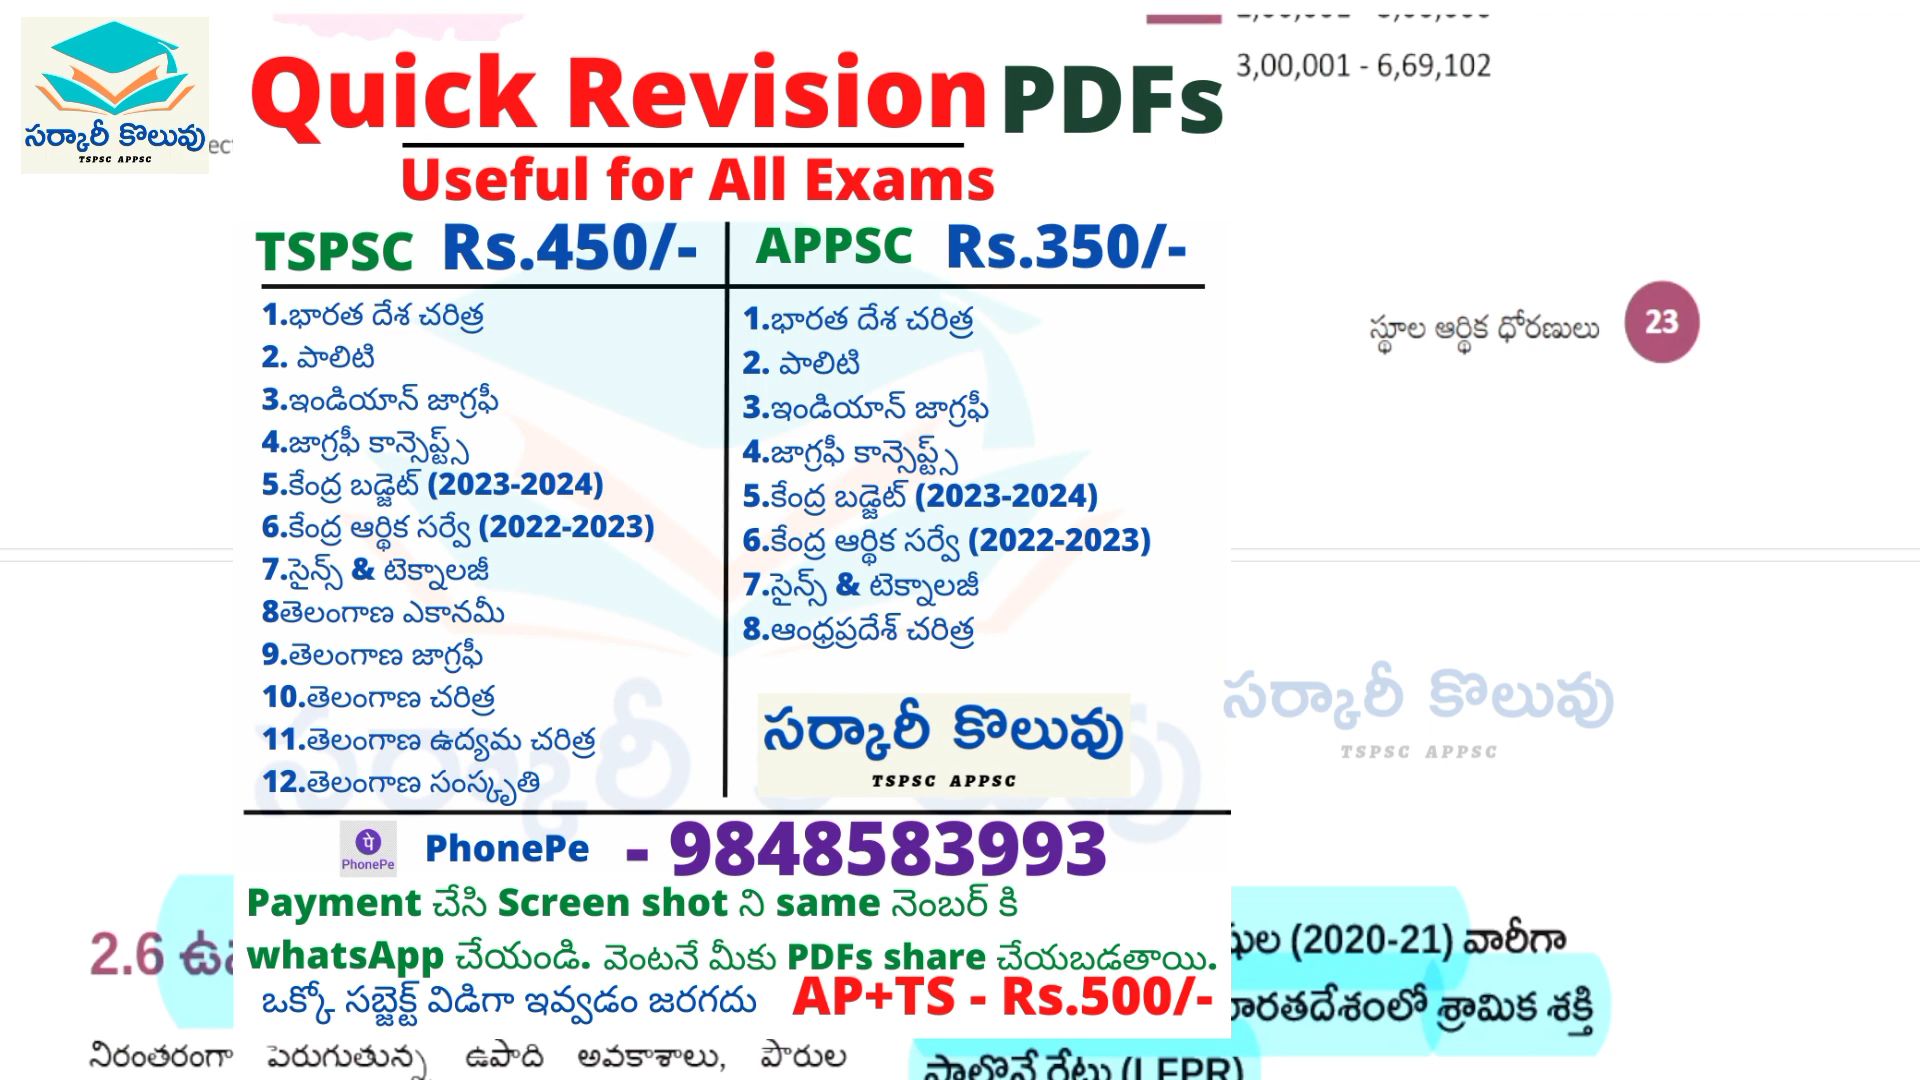 సర్కారీ కొలువు
TSPSC APPSC
Quick Revision PDFs
Useful for All Exams
TSPSC Rs.450/-
1.భారత దేశ చరిత్ర
2. పాలిటి
3.ఇండియాన్ జాగ్రఫీ
4.జాగ్రఫీ కాన్సెప్ట్స్
5.కేంద్ర బడ్జెట్ (2023-2024)
6.కేంద్ర ఆర్థిక సర్వే (2022-2023)
7.సైన్స్ & టెక్నాలజీ
8తెలంగాణ ఎకానమీ
9.తెలంగాణ జాగ్రఫీ
10.తెలంగాణ చరిత్ర
11.తెలంగాణ ఉద్యమ చరిత్ర
12.తెలంగాణ సంస్కృతి
APPSC Rs.350/-
1.భారత దేశ చరిత్ర
2. పాలిటి
3.ఇండియాన్ జాగ్రఫీ
4.జాగ్రఫీ కాన్సెప్ట్స్
5.కేంద్ర బడ్జెట్ (2023-2024)
6.కేంద్ర ఆర్థిక సర్వే (2022-2023)
7.సైన్స్ & టెక్నాలజీ
8.ఆంధ్రప్రదేశ్ చరిత్ర
సర్కారీ కొలువు
TSPSC APPSC
PhonePe PhonePe - 9848583993
Payment చేసి Screen shot ని same నెంబర్ కి
whatsApp చేయండి. వెంటనే మీకు PDFs share చేయబడతాయి.
ఒక్కో సబ్జెక్ట్ విడిగా ఇవ్వడం జరగదు AP+TS - Rs.500/-
3,00,001 - 6,69,102
స్థూల ఆర్థిక ధోరణులు 23
సర్కారీ కొలువు
TSPSC APPSC
2.6
(2020-21) వారీగా
శ్రామిక శక్తి
నిరంతరంగా పెరుగుతున్న ఉపాది అవకాశాలు, పౌరుల
పాల్గొనే రేటు (LFPR)